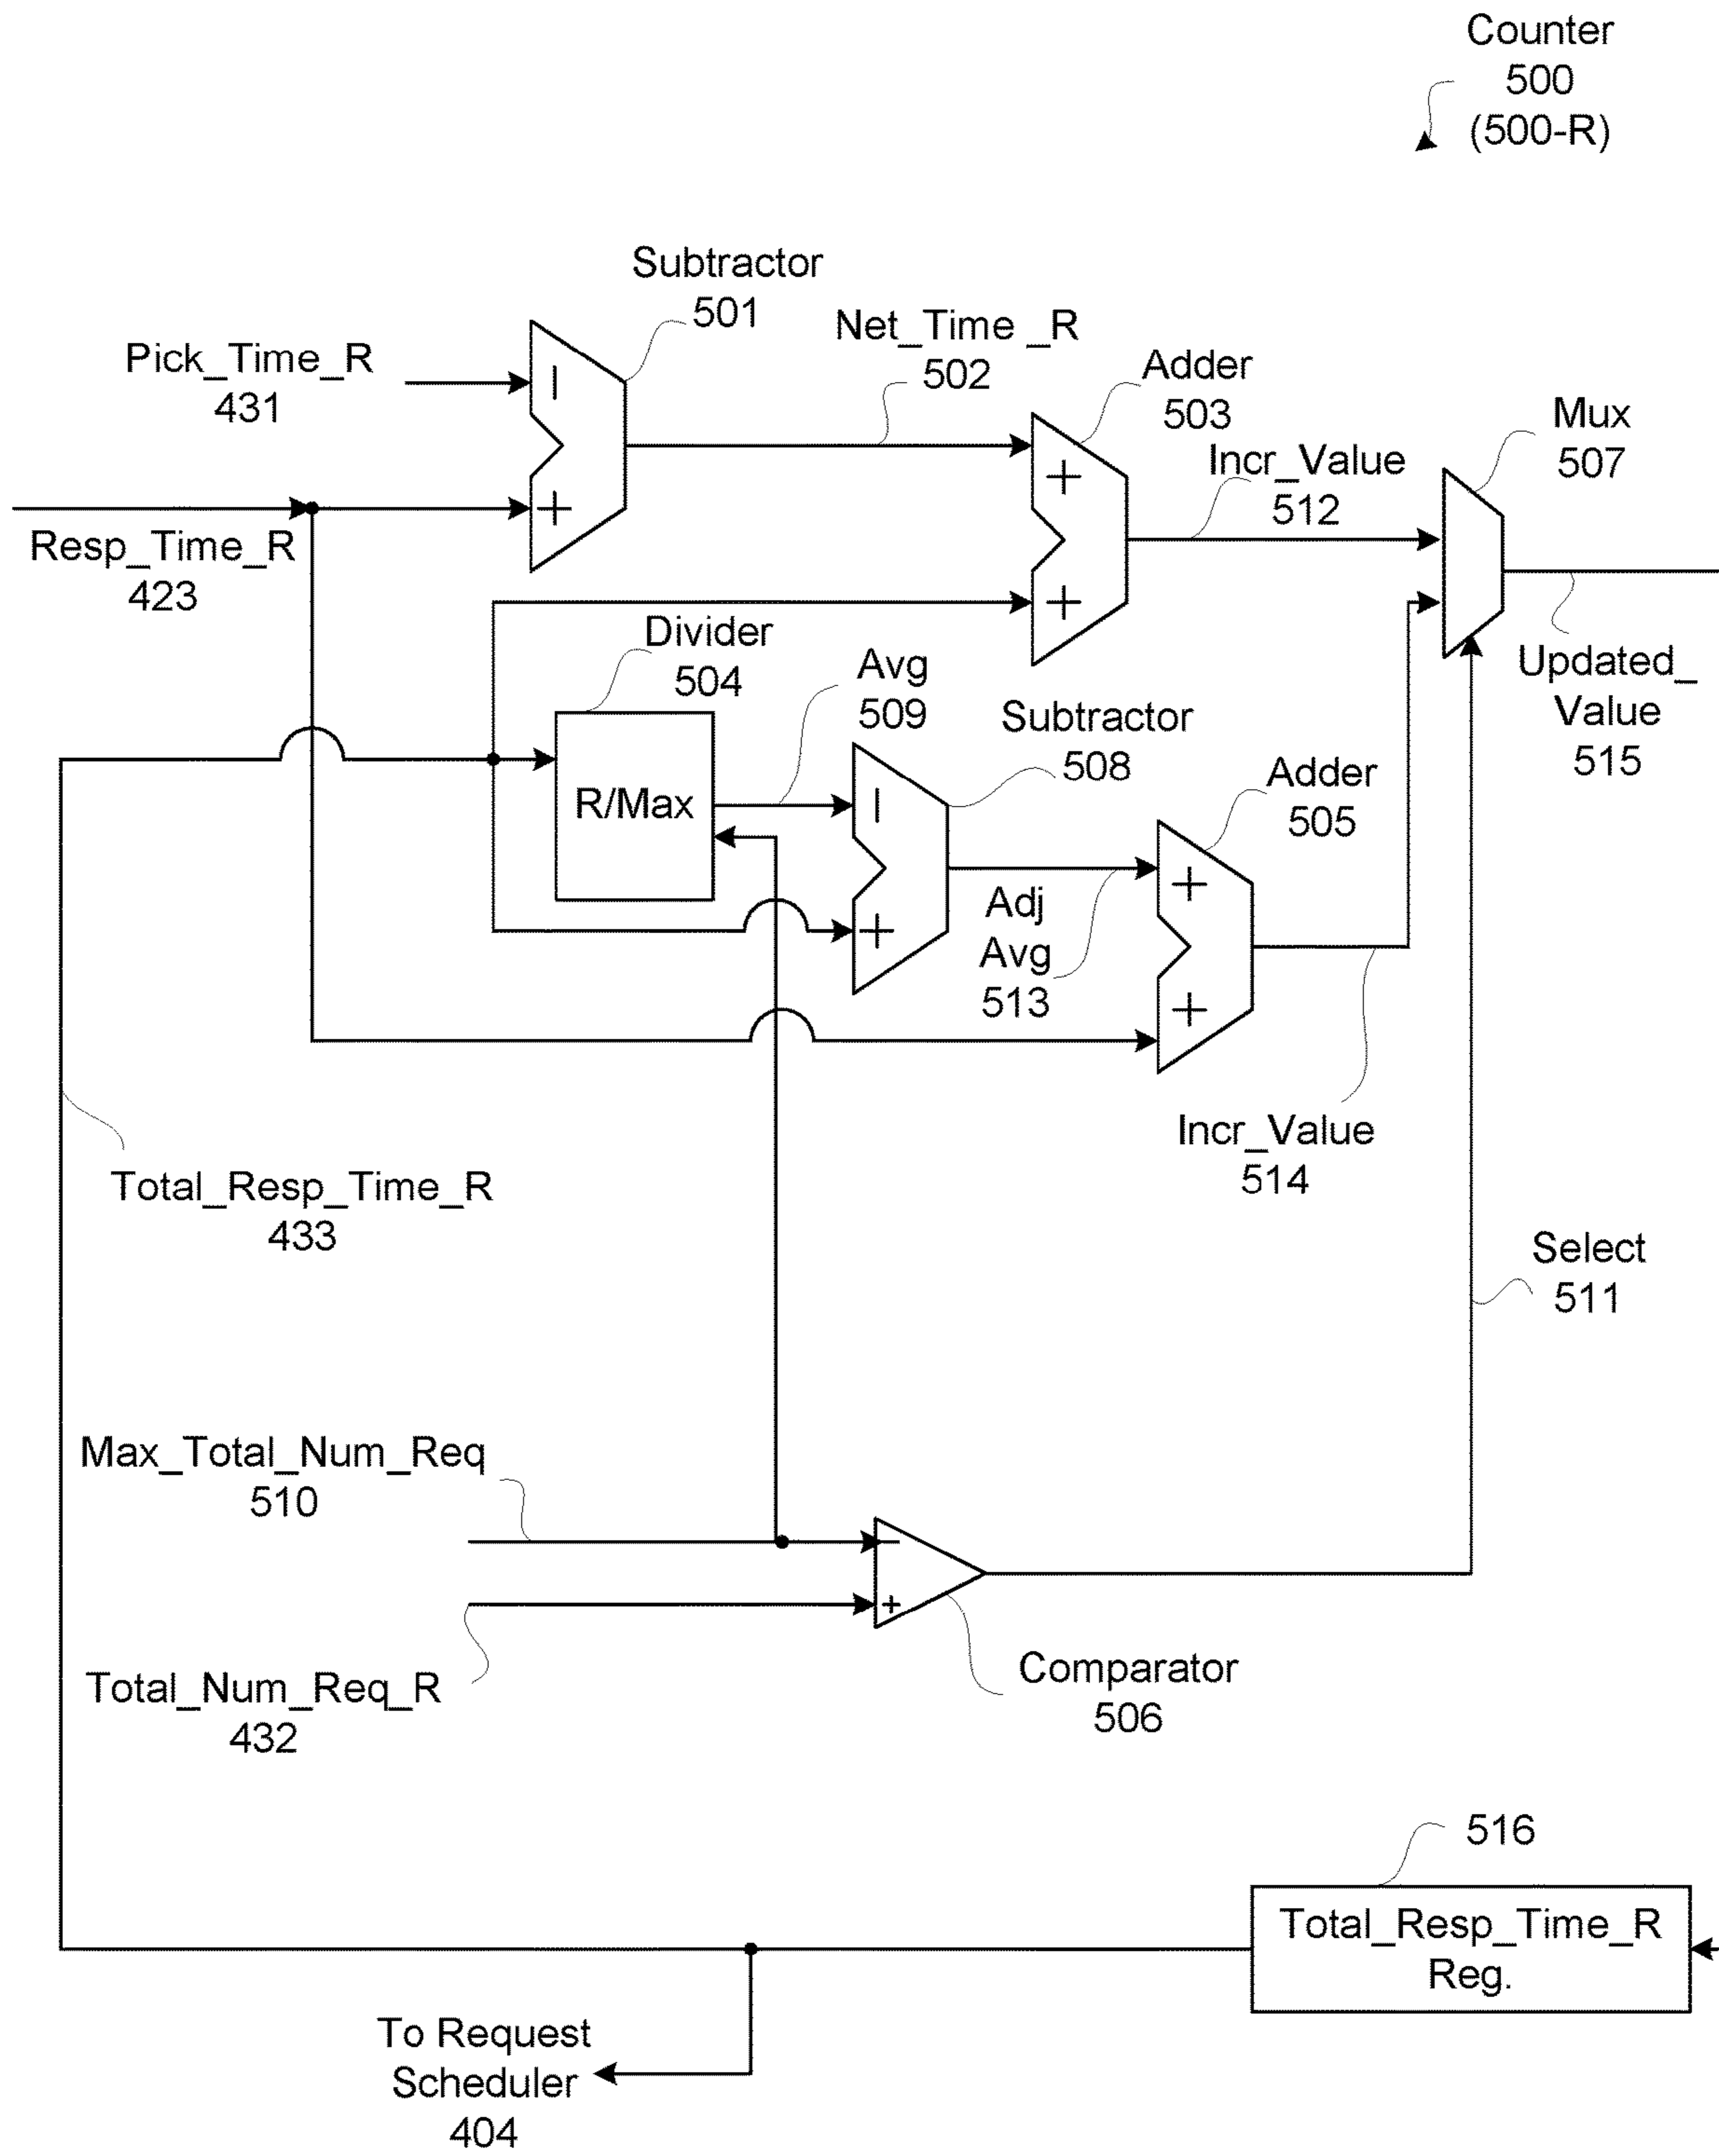 Counter
500
(500-R)
Subtractor
501
Net_Time _R
502
Pick_Time_R
431
Adder
503
Mux
507
Incr_Value
512
Resp_Time_R
423
Divider
504
Avg
509
Updated_
Value
515
Subtractor
508
R/Max
Adder
505
Adj
Avg
513
Incr_Value
514
Total_Resp_Time_R
433
Select
511
Max_Total_Num_Req
510
Total_Num_Req_R
432
Comparator
506
516
Total_Resp_Time_R
Reg.
To Request
Scheduler
404